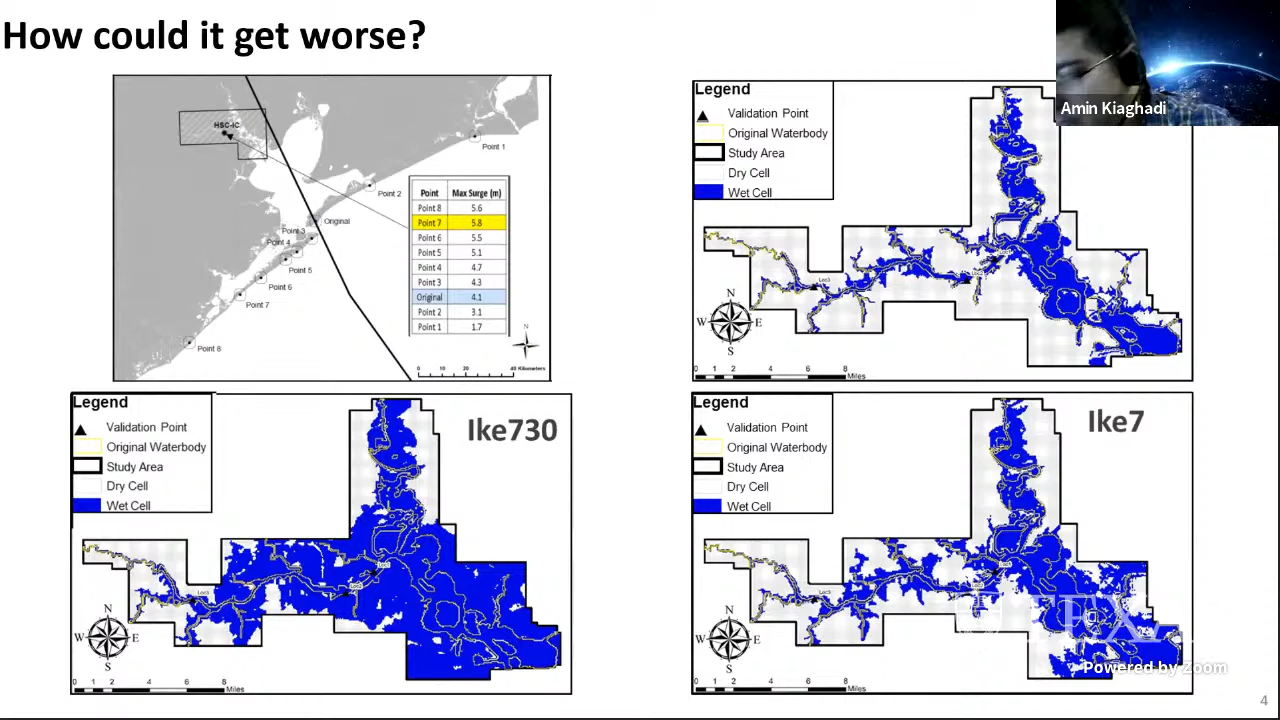 How could it get worse?
Amin Kiaghadi
HSC-IC
Point 1
Point 2
Original
Point 3
Point 4
Point 5
Point 6
Point 7
Point 8
Point Max Surge (m)
Point 8 5.6
Point 7 5.8
Point 6 5.5
Point 5 5.1
Point 4 4.7
Point 3 4.3
Original 4.1
Point 2 3.1
Point 1 1.7
N
0 10 20 40 Kilometers
Legend
Validation Point
Original Waterbody
Study Area
Dry Cell
Wet Cell
Loc3
N
W E
S
0 1 2 4 6 8
Miles
Ike730
Legend
Validation Point
Original Waterbody
Study Area
Dry Cell
Wet Cell
Loc3
N
W E
S
0 1 2 4 6 8
Miles
Ike7
Legend
Validation Point
Original Waterbody
Study Area
Dry Cell
Wet Cell
Loc3
N
W E
S
0 1 2 4 6 8
Miles
Powered by Zoom
4